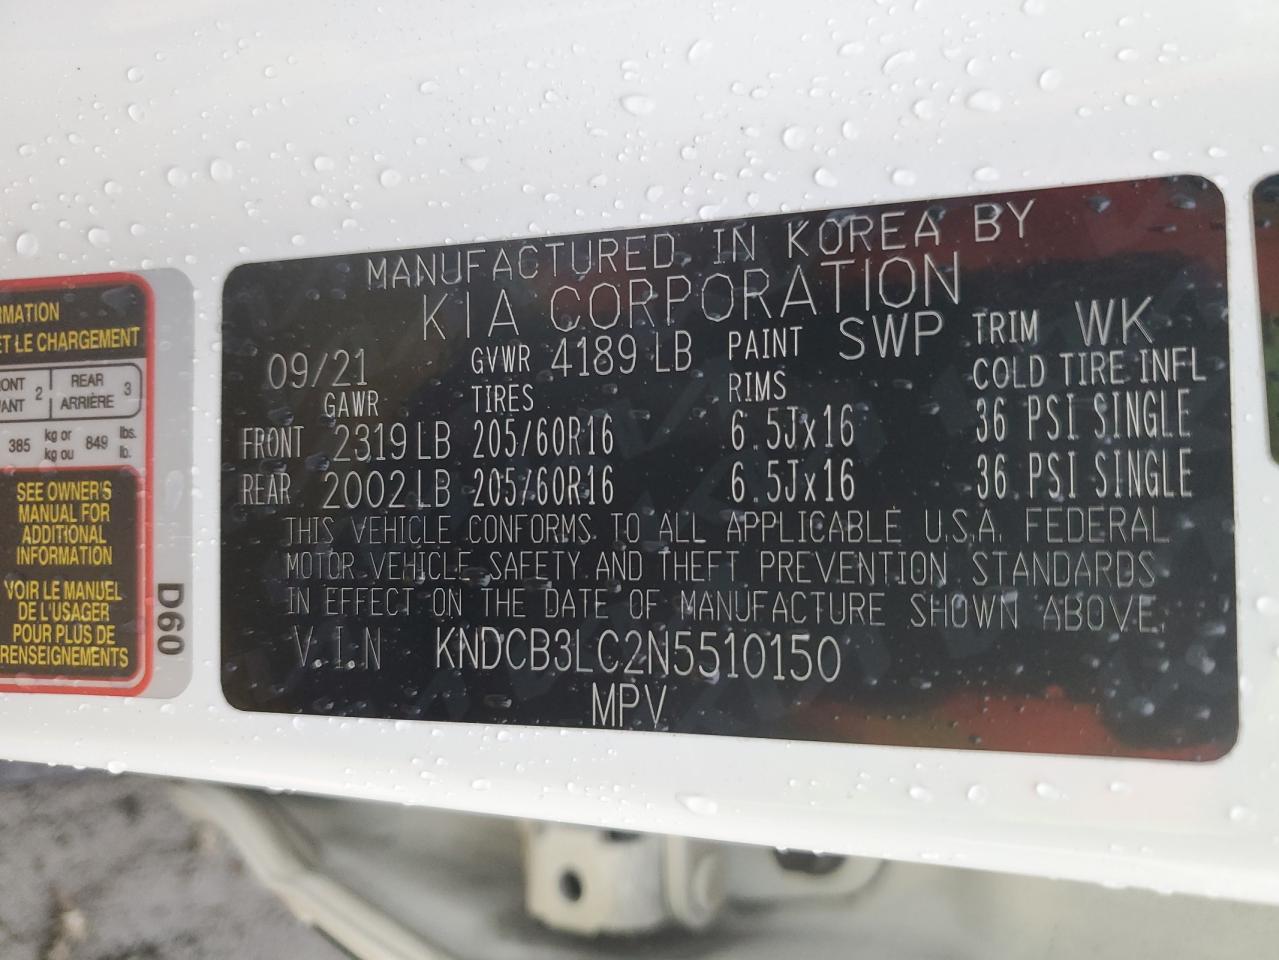 MANUFACTURED IN KOREA BY
KIA CORPORATION
09/21 GVWR 4189 LB PAINT SWP TRIM WK
GAWR TIRES RIMS COLD TIRE INFL
FRONT 2319 LB 205/60R16 6.5Jx16 36 PSI SINGLE
REAR 2002 LB 205/60R16 6.5Jx16 36 PSI SINGLE
THIS VEHICLE CONFORMS TO ALL APPLICABLE U.S.A. FEDERAL
MOTOR VEHICLE SAFETY AND THEFT PREVENTION STANDARDS
IN EFFECT ON THE DATE OF MANUFACTURE SHOWN ABOVE.
V.I.N KNDCB3LC2N5510150
MPV
ET LE CHARGEMENT
2 REAR 3
ARRIÈRE
385 kg or 849 lbs.
kg ou lb.
SEE OWNER'S
MANUAL FOR
ADDITIONAL
INFORMATION
VOIR LE MANUEL
DE L'USAGER
POUR PLUS DE
RENSEIGNEMENTS
D60